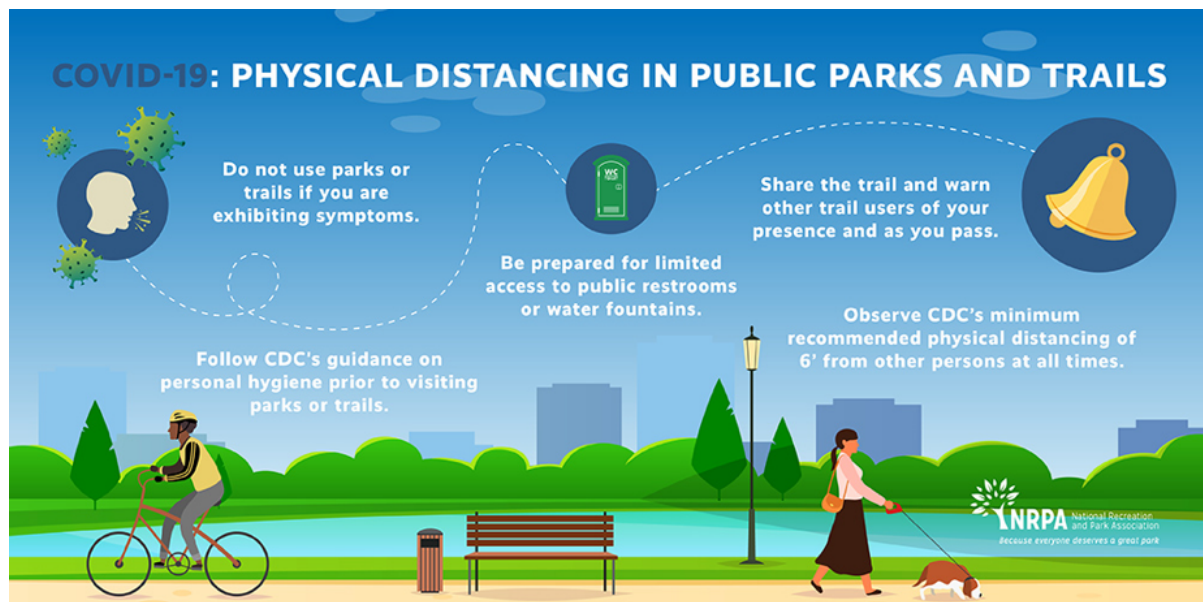 COVID-19: PHYSICAL DISTANCING IN PUBLIC PARKS AND TRAILS
Do not use parks or
trails if you are
exhibiting symptoms.
Follow CDC's guidance on
personal hygiene prior to visiting
parks or trails.
WC
Be prepared for limited
access to public restrooms
or water fountains.
Share the trail and warn
other trail users of your
presence and as you pass.
Observe CDC's minimum
recommended physical distancing of
6' from other persons at all times.
NRPA National Recreation
and Park Association
Because everyone deserves a great park